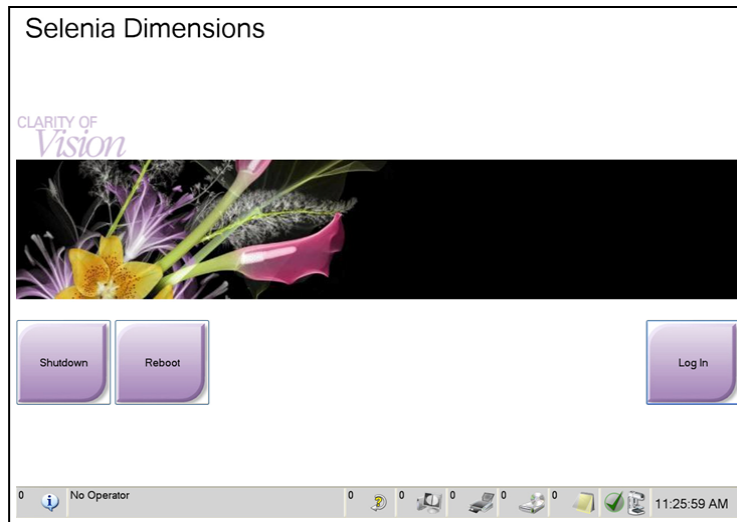 Selenia Dimensions
CLARITY OF
Vision
Shutdown
Reboot
Log In
0
No Operator
0
0
0
0
0
11:25:59 AM